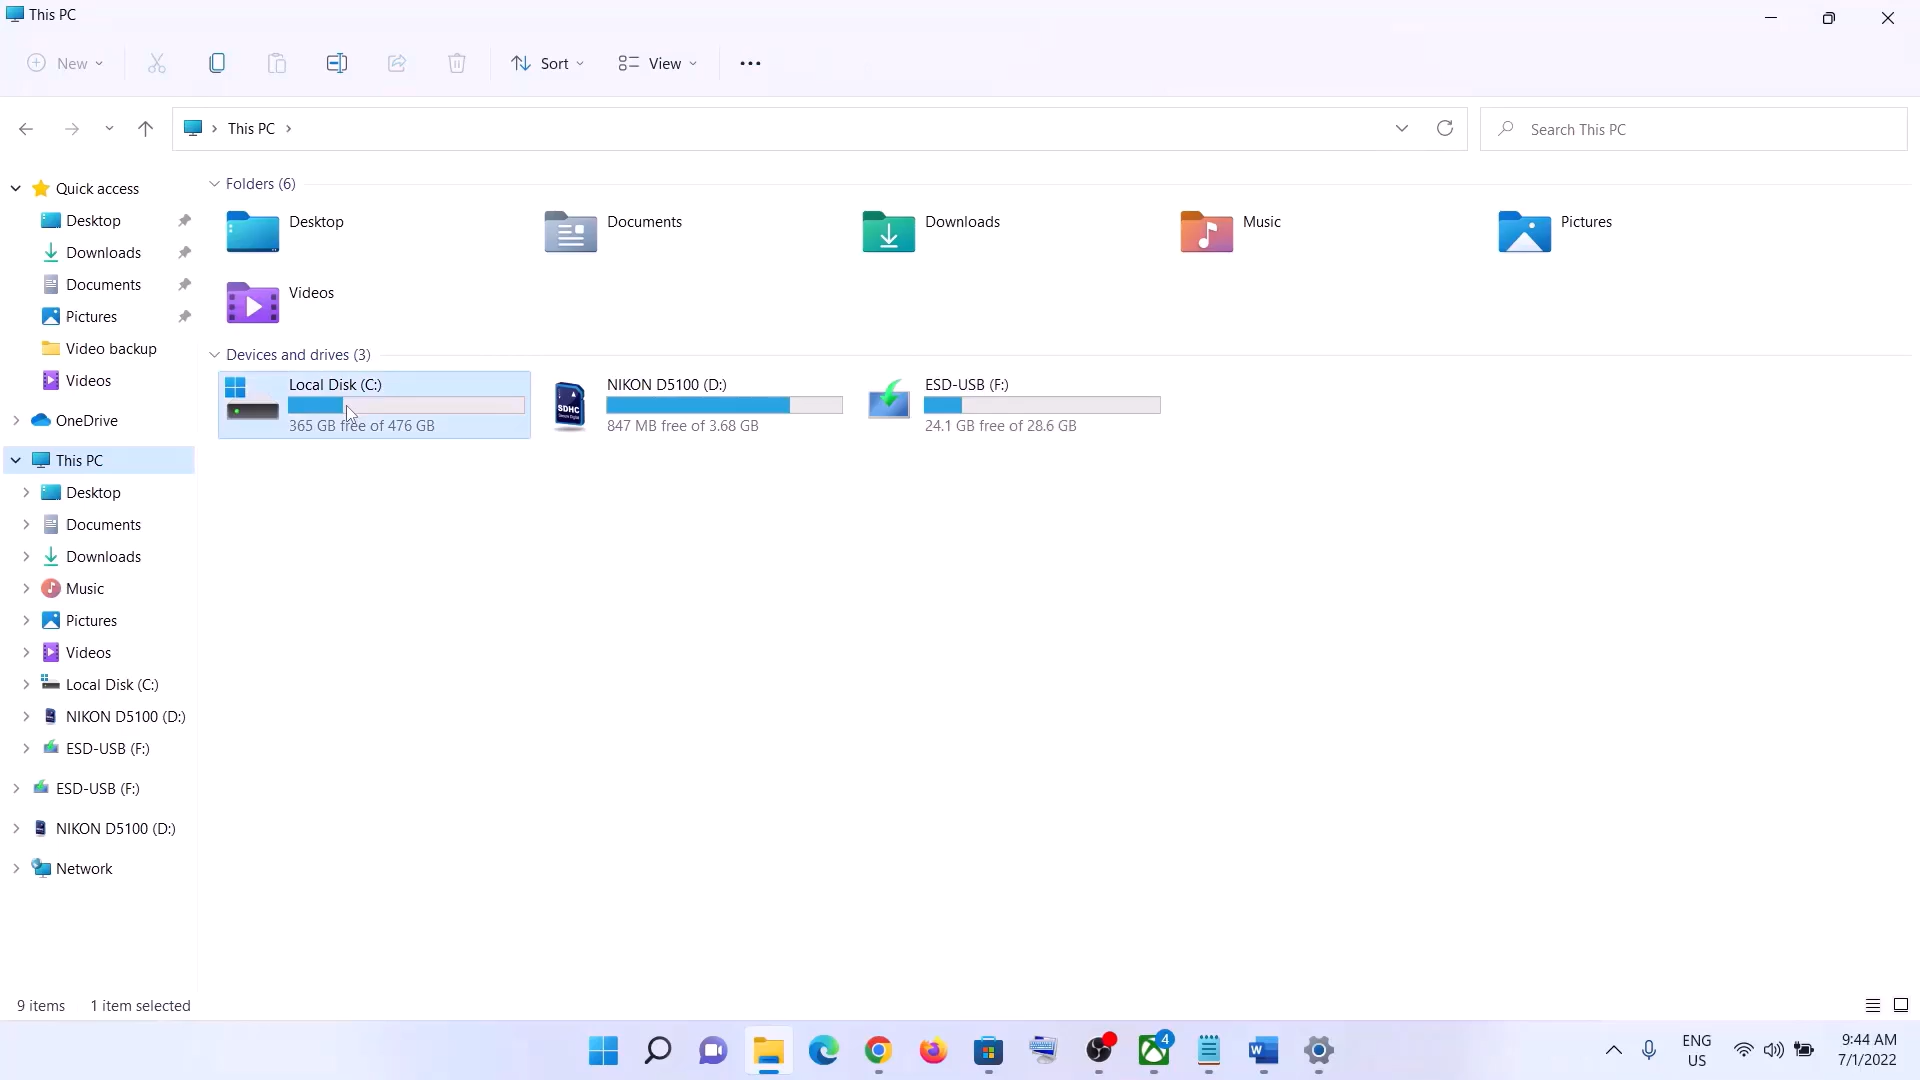 This PC
New
Sort
View
This PC
Search This PC
Quick access
Desktop
Downloads
Documents
Pictures
Video backup
Videos
OneDrive
This PC
Desktop
Documents
Downloads
Music
Pictures
Videos
Local Disk (C:)
NIKON D5100 (D:)
ESD-USB (F:)
ESD-USB (F:)
NIKON D5100 (D:)
Network
Folders (6)
Desktop
Documents
Downloads
Music
Pictures
Videos
Devices and drives (3)
Local Disk (C:)
365 GB free of 476 GB
SDHC
NIKON D5100 (D:)
847 MB free of 3.68 GB
ESD-USB (F:)
24.1 GB free of 28.6 GB
9 items 1 item selected
W
4
ENG
US
9:44 AM
7/1/2022